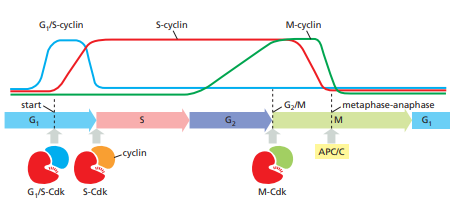 G1/S-cyclin
S-cyclin
M-cyclin
start
G2/M
metaphase-anaphase
G1
S
G2
M
G1
cyclin
APC/C
G1/S-Cdk
S-Cdk
M-Cdk